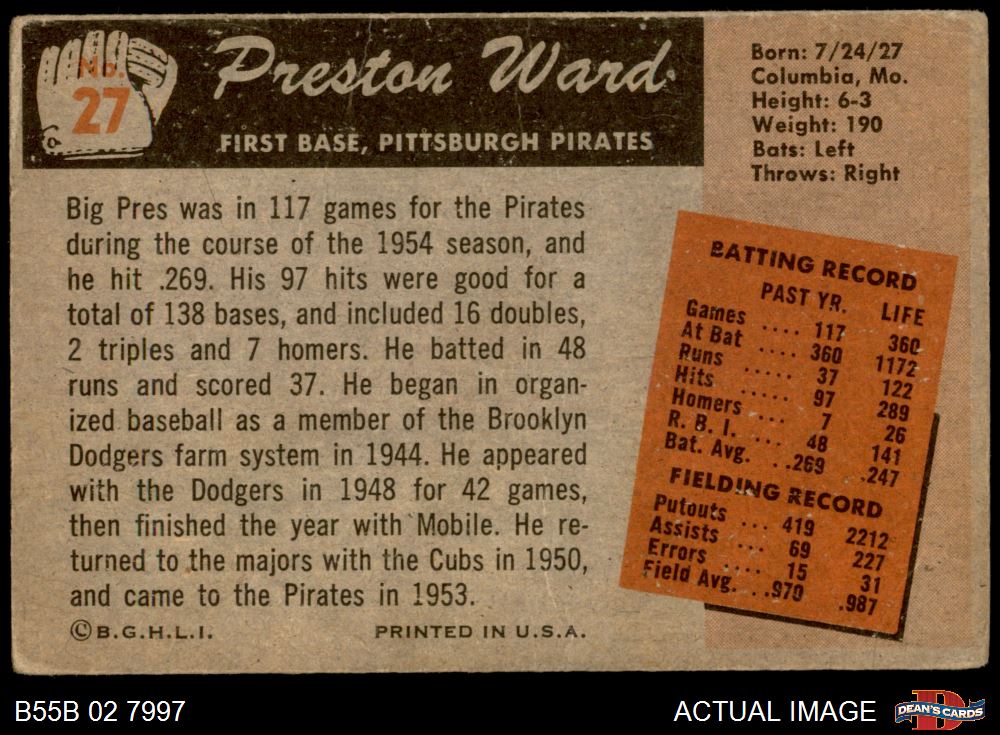 No.
27
Preston Ward
FIRST BASE, PITTSBURGH PIRATES
Big Pres was in 117 games for the Pirates
during the course of the 1954 season, and
he hit .269. His 97 hits were good for a
total of 138 bases, and included 16 doubles,
2 triples and 7 homers. He batted in 48
runs and scored 37. He began in organ-
ized baseball as a member of the Brooklyn
Dodgers farm system in 1944. He appeared
with the Dodgers in 1948 for 42 games,
then finished the year with Mobile. He re-
turned to the majors with the Cubs in 1950,
and came to the Pirates in 1953.
© B.G.H.L.I. PRINTED IN U.S.A.
Born: 7/24/27
Columbia, Mo.
Height: 6-3
Weight: 190
Bats: Left
Throws: Right
BATTING RECORD
PAST YR. LIFE
Games .... 117 360
At Bat .... 360 1172
Runs ..... 37 122
Hits ..... 97 289
Homers ... 7 26
R. B. I. ... 48 141
Bat. Avg. ..269 .247
FIELDING RECORD
Putouts ... 419 2212
Assists ... 69 227
Errors .... 15 31
Field Avg. ..970 .987
B55B 02 7997
ACTUAL IMAGE
DEAN'S CARDS